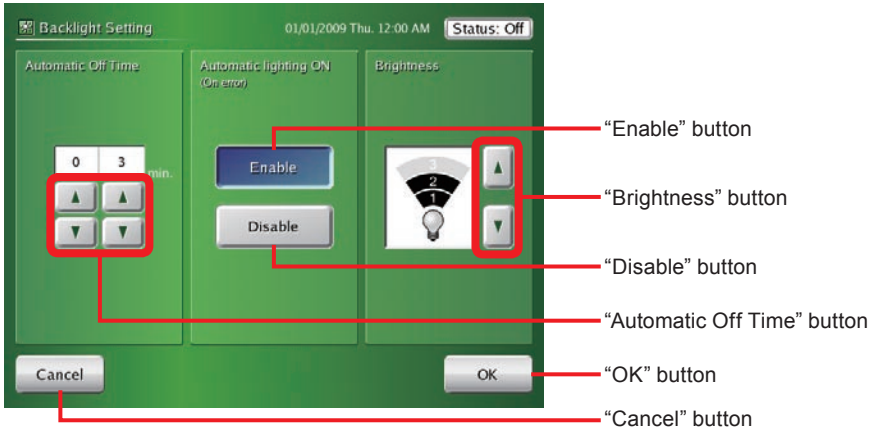 Backlight Setting 01/01/2009 Thu. 12:00 AM Status: Off
Automatic Off Time
Automatic lighting ON
(On error)
Brightness
0 3 min.
Enable
Disable
3
2
1
Cancel
OK
“Enable” button
“Brightness” button
“Disable” button
“Automatic Off Time” button
“OK” button
“Cancel” button